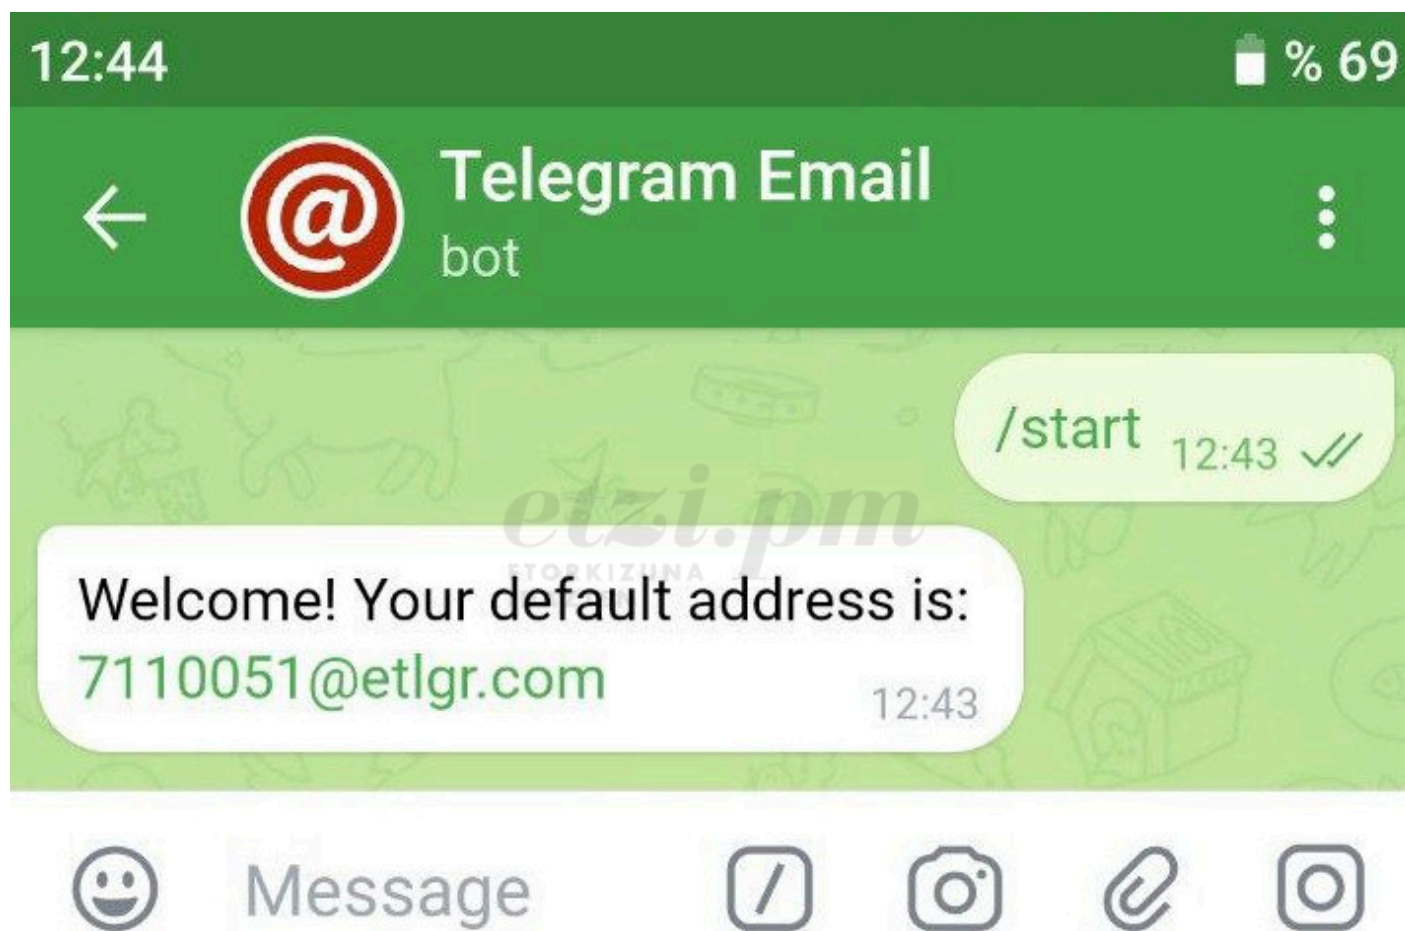 12:44 % 69
@
Telegram Email
bot
/start 12:43
etzi.pm
ETORKIZUNA
Welcome! Your default address is:
7110051@etlgr.com 12:43
Message